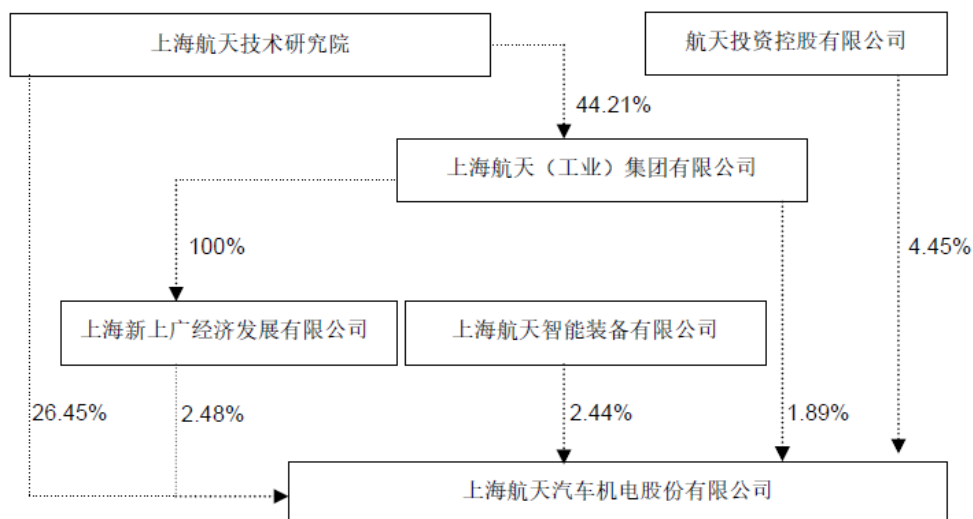 上海航天技术研究院
航天投资控股有限公司
44.21%
上海航天（工业）集团有限公司
100%
4.45%
上海新上广经济发展有限公司
上海航天智能装备有限公司
26.45%
2.48%
2.44%
1.89%
上海航天汽车机电股份有限公司